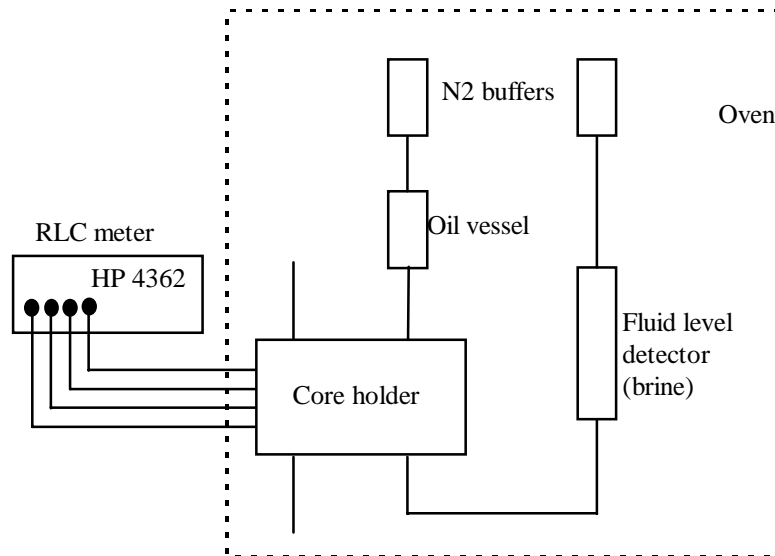 N2 buffers
Oven
Oil vessel
RLC meter
HP 4362
Fluid level
detector
(brine)
Core holder